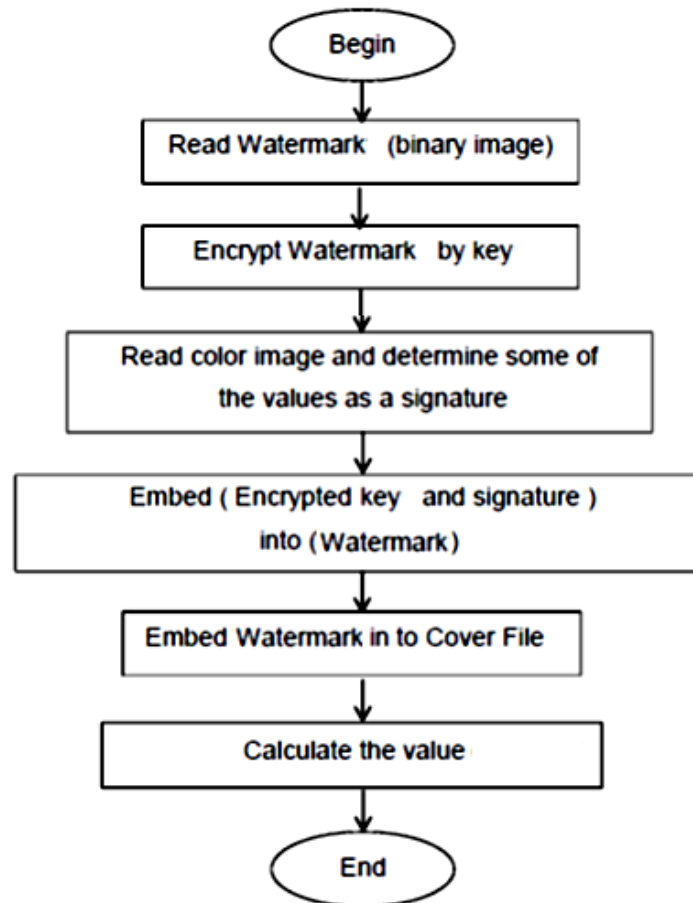 Begin
Read Watermark (binary image)
Encrypt Watermark by key
Read color image and determine some of
the values as a signature
Embed ( Encrypted key and signature )
into (Watermark)
Embed Watermark in to Cover File
Calculate the value
End